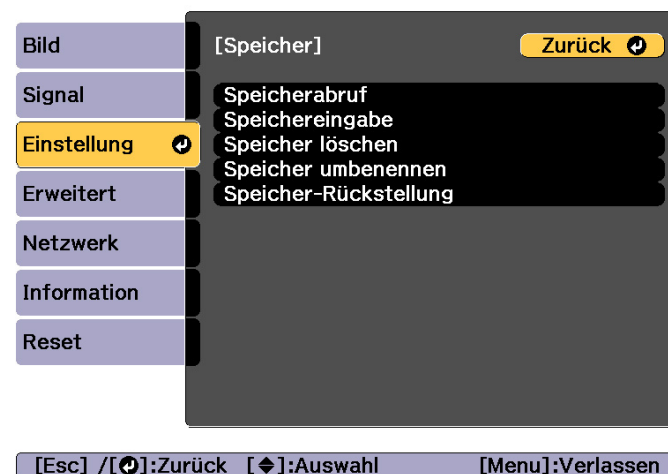 Bild
Signal
Einstellung
Erweitert
Netzwerk
Information
Reset
[Speicher]
Zurück
Speicherabruf
Speichereingabe
Speicher löschen
Speicher umbenennen
Speicher-Rückstellung
[Esc] /[⏎]:Zurück [◆]:Auswahl [Menu]:Verlassen